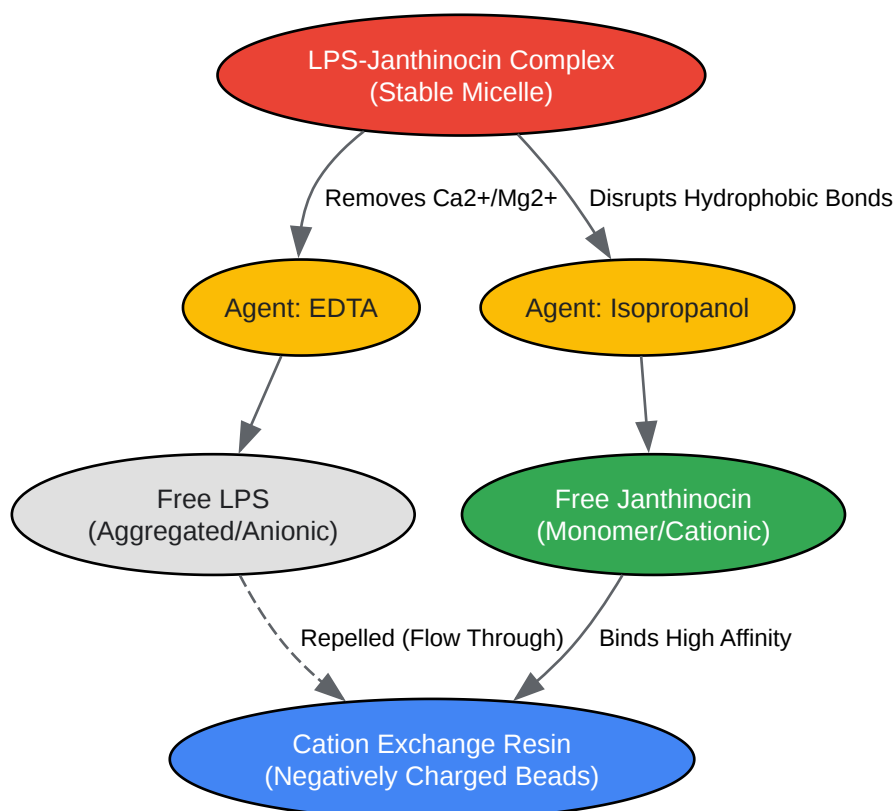 LPS-Janthinocin Complex
(Stable Micelle)
Removes Ca2+/Mg2+
Disrupts Hydrophobic Bonds
Agent: EDTA
Agent: Isopropanol
Free LPS
(Aggregated/Anionic)
Free Janthinocin
(Monomer/Cationic)
Repelled (Flow Through)
Binds High Affinity
Cation Exchange Resin
(Negatively Charged Beads)